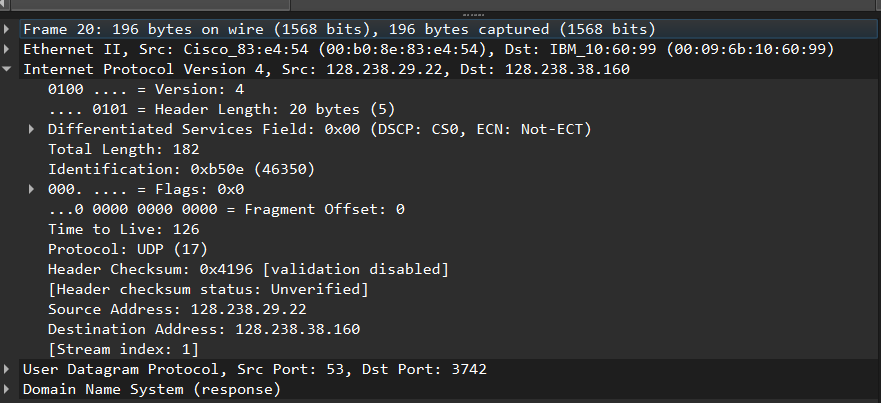 Frame 20: 196 bytes on wire (1568 bits), 196 bytes captured (1568 bits)
Ethernet II, Src: Cisco_83:e4:54 (00:b0:8e:83:e4:54), Dst: IBM_10:60:99 (00:09:6b:10:60:99)
Internet Protocol Version 4, Src: 128.238.29.22, Dst: 128.238.38.160
0100 .... = Version: 4
.... 0101 = Header Length: 20 bytes (5)
Differentiated Services Field: 0x00 (DSCP: CS0, ECN: Not-ECT)
Total Length: 182
Identification: 0xb50e (46350)
000. .... = Flags: 0x0
...0 0000 0000 0000 = Fragment Offset: 0
Time to Live: 126
Protocol: UDP (17)
Header Checksum: 0x4196 [validation disabled]
[Header checksum status: Unverified]
Source Address: 128.238.29.22
Destination Address: 128.238.38.160
[Stream index: 1]
User Datagram Protocol, Src Port: 53, Dst Port: 3742
Domain Name System (response)